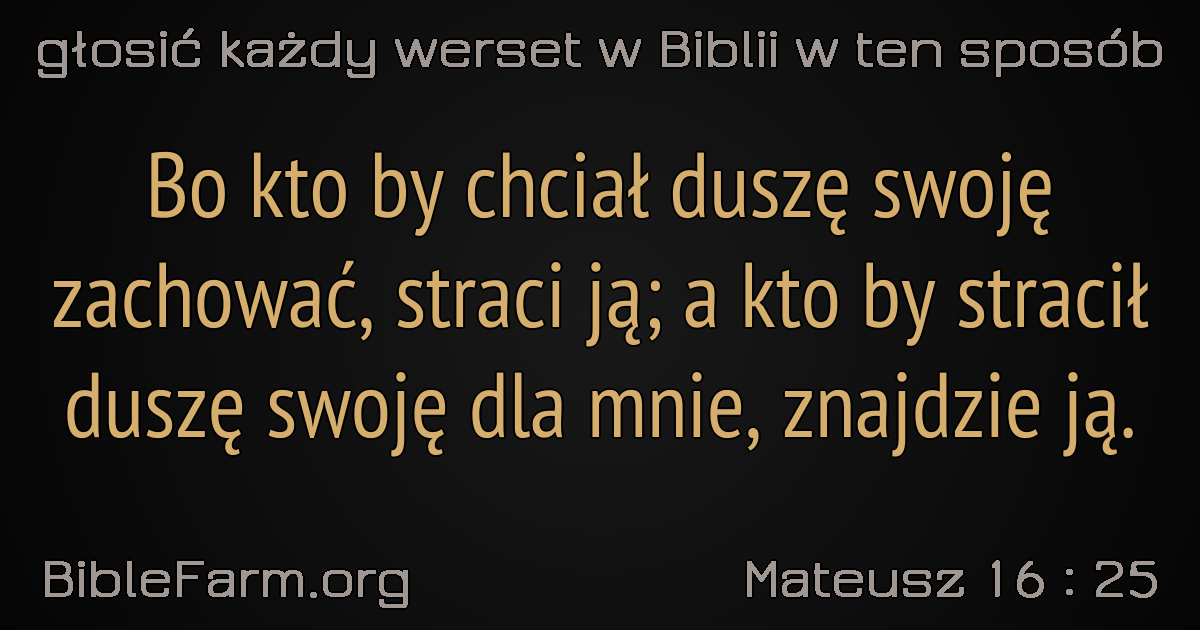 głosić każdy werset w Biblii w ten sposób
Bo kto by chciał duszę swoję
zachować, straci ją; a kto by stracił
duszę swoję dla mnie, znajdzie ją.
BibleFarm.org
Mateusz 16 : 25